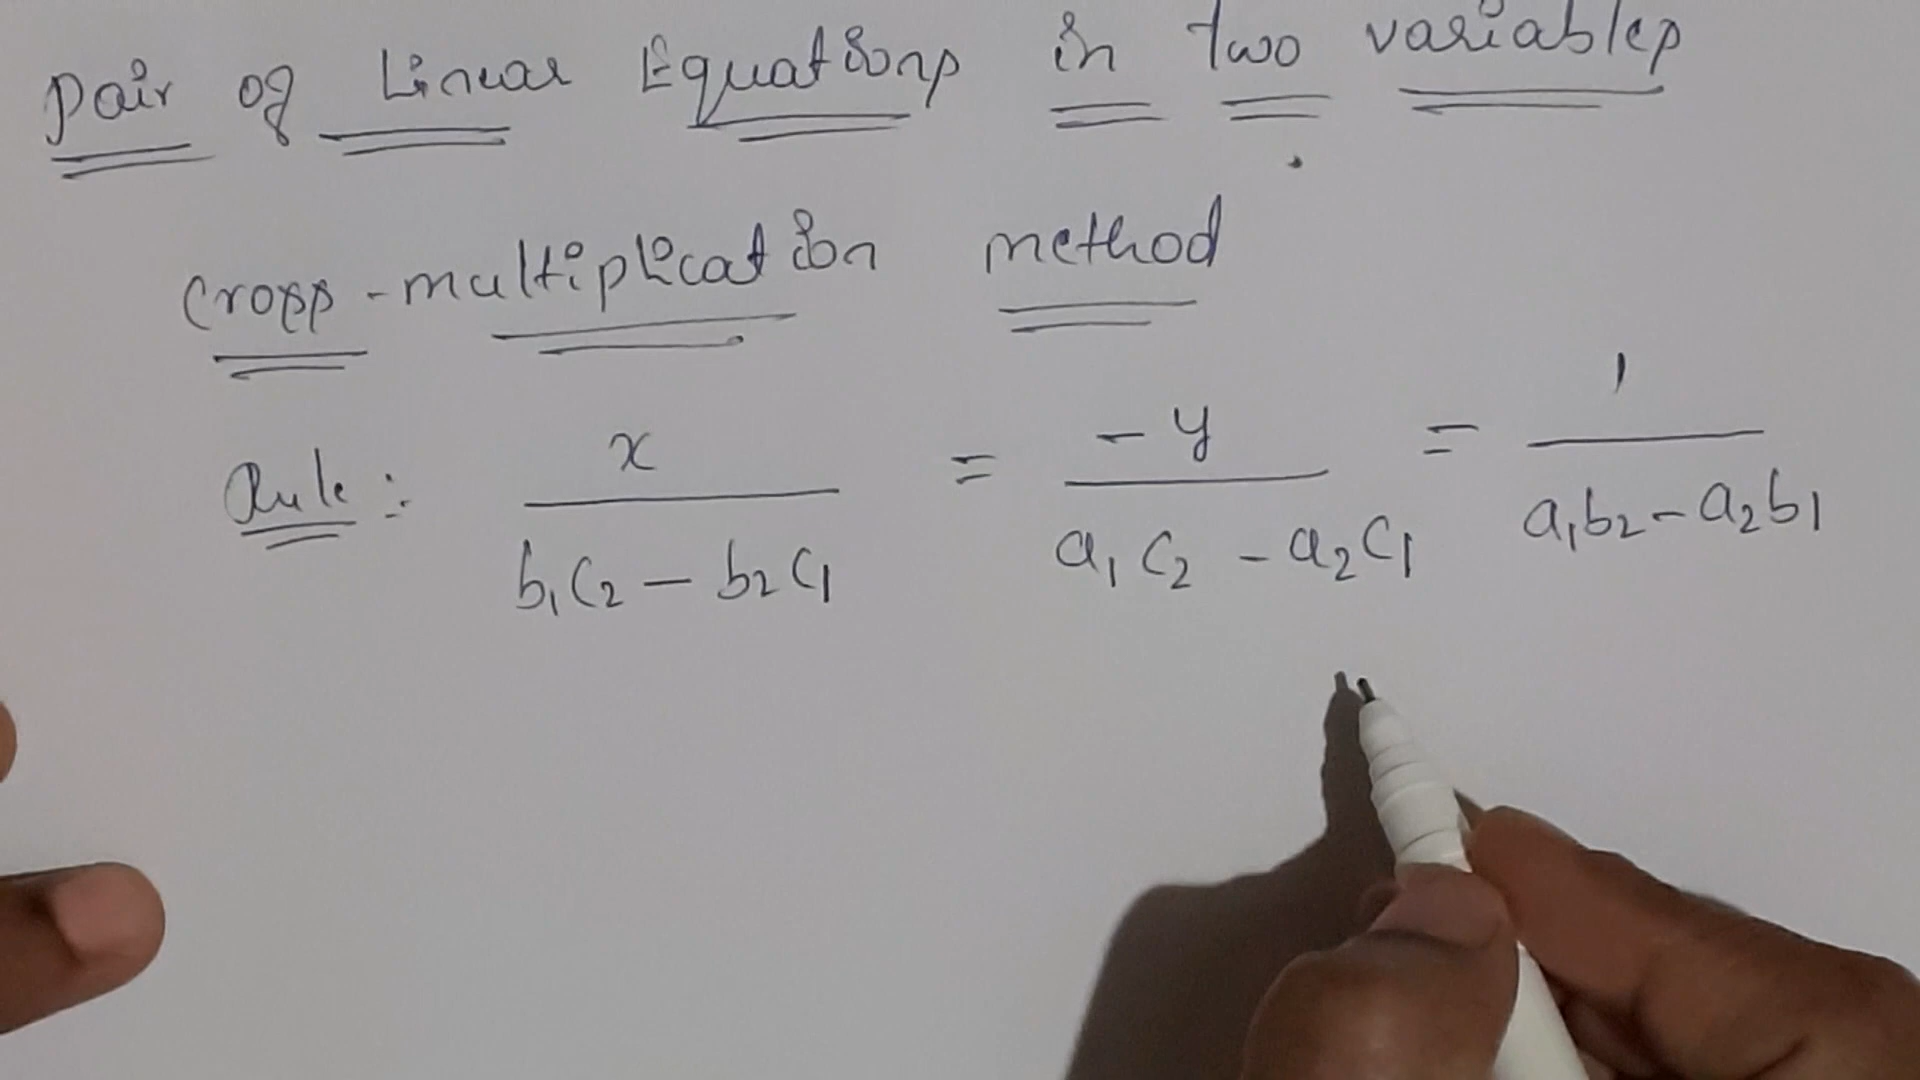 Pair of Linear Equations in two variables
Cross-multiplication method
Rule: x / (b₁c₂ - b₂c₁) = -y / (a₁c₂ - a₂c₁) = 1 / (a₁b₂ - a₂b₁)